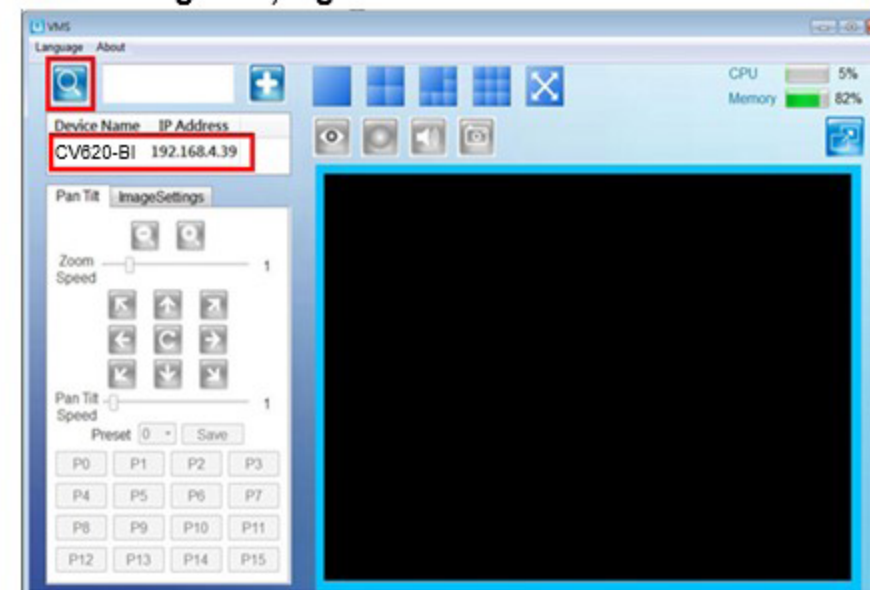 VMS
Language About
CPU 5%
Memory 82%
Device Name IP Address
CV620-BI 192.168.4.39
Pan Tilt ImageSettings
Zoom Speed 1
C
Pan Tilt Speed 1
Preset 0 Save
P0 P1 P2 P3
P4 P5 P6 P7
P8 P9 P10 P11
P12 P13 P14 P15